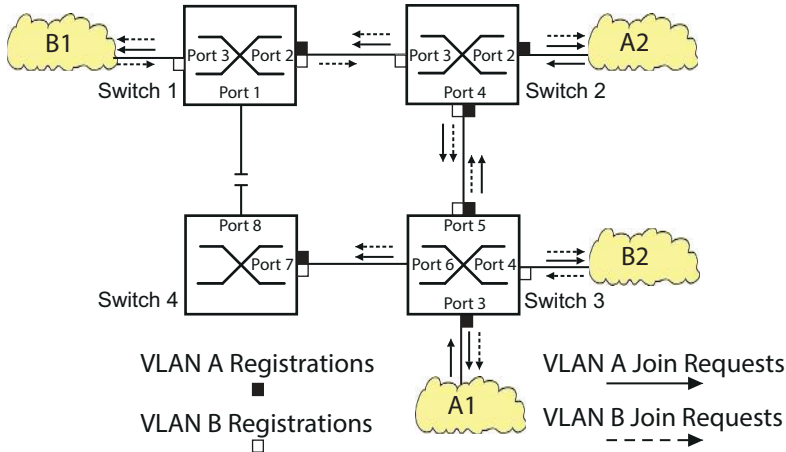 B1
Port 3
Port 2
Port 1
Switch 1
Port 3
Port 2
Port 4
Switch 2
A2
Port 8
Port 7
Switch 4
Port 5
Port 6
Port 4
Port 3
Switch 3
B2
A1
VLAN A Registrations
VLAN B Registrations
VLAN A Join Requests
VLAN B Join Requests